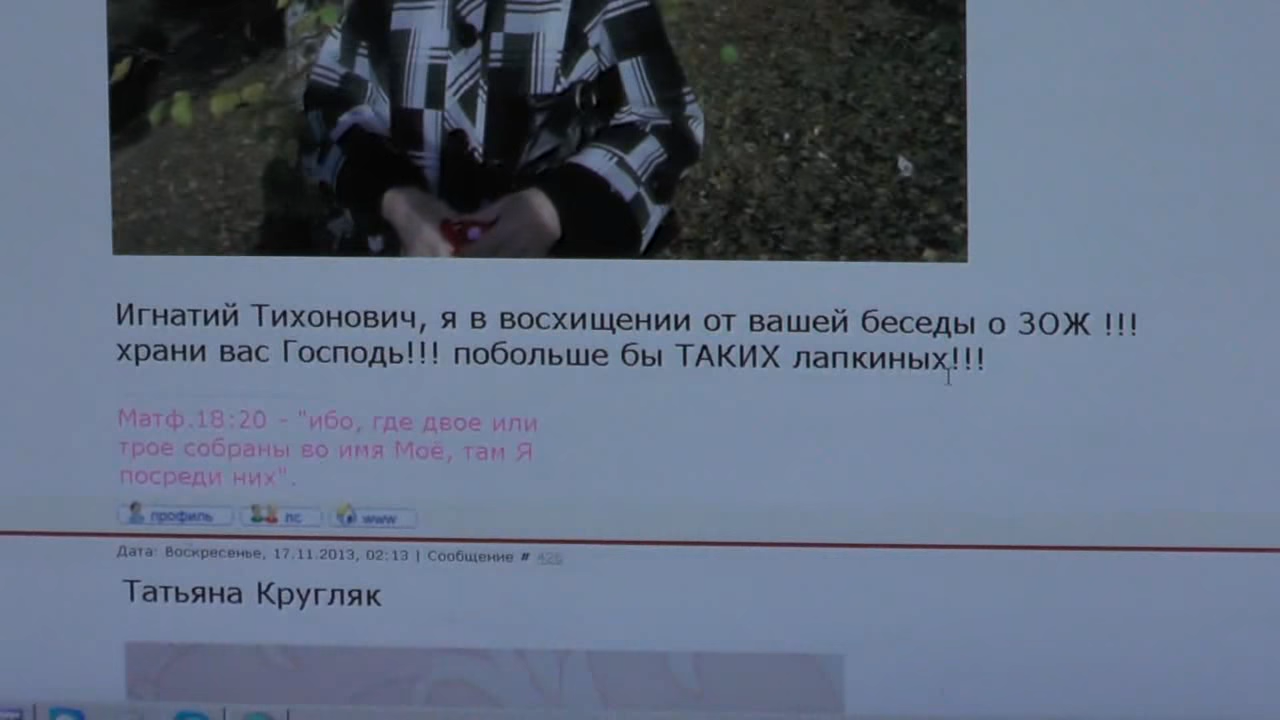 Игнатий Тихонович, я в восхищении от вашей беседы о ЗОЖ !!!
храни вас Господь!!! побольше бы ТАКИХ лапкиных!!!
Матф.18:20 - "ибо, где двое или
трое собраны во имя Моё, там Я
посреди них".
профиль лс www
Дата: Воскресенье, 17.11.2013, 02:13 | Сообщение # 426
Татьяна Кругляк